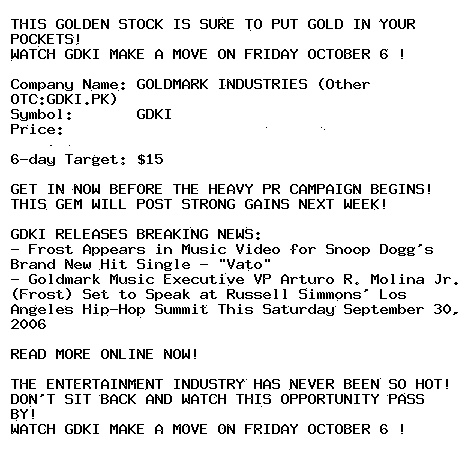 THIS GOLDEN STOCK IS SURE TO PUT GOLD IN YOUR
POCKETS!
WATCH GDKI MAKE A MOVE ON FRIDAY OCTOBER 6 !
Company Name: GOLDMARK INDUSTRIES (Other
OTC:GDKI.PK)
Symbol: GDKI
Price:
6-day Target: $15
GET IN NOW BEFORE THE HEAVY PR CAMPAIGN BEGINS!
THIS GEM WILL POST STRONG GAINS NEXT WEEK!
GDKI RELEASES BREAKING NEWS:
- Frost Appears in Music Video for Snoop Dogg's
Brand New Hit Single - "Vato"
- Goldmark Music Executive VP Arturo R. Molina Jr.
(Frost) Set to Speak at Russell Simmons' Los
Angeles Hip-Hop Summit This Saturday September 30,
2006
READ MORE ONLINE NOW!
THE ENTERTAINMENT INDUSTRY HAS NEVER BEEN SO HOT!
DON'T SIT BACK AND WATCH THIS OPPORTUNITY PASS
BY!
WATCH GDKI MAKE A MOVE ON FRIDAY OCTOBER 6 !